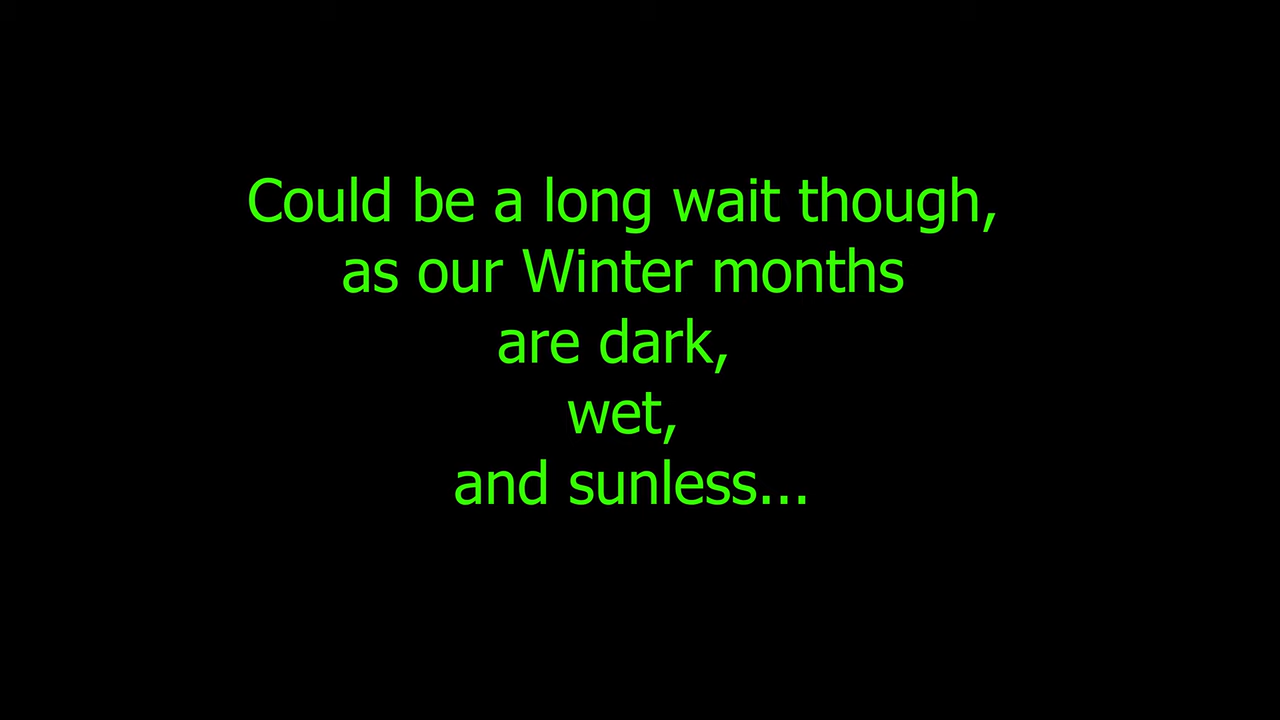 Could be a long wait though,
as our Winter months
are dark,
wet,
and sunless...